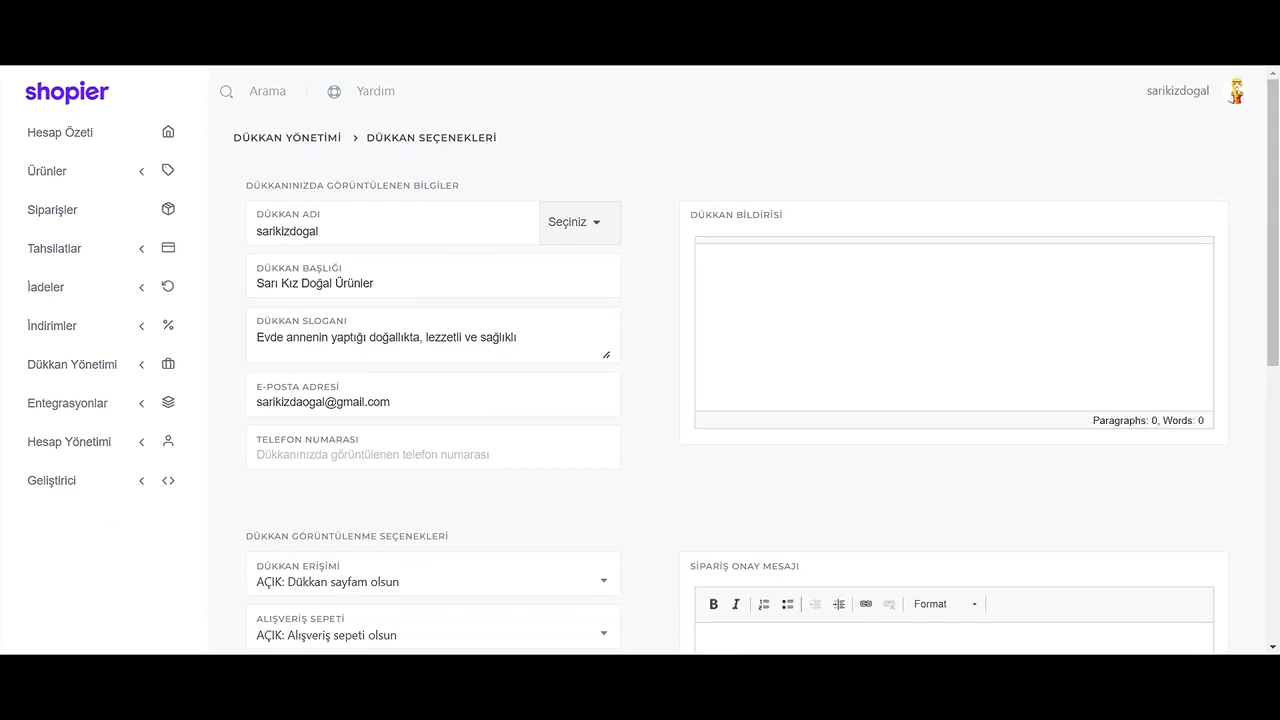 shopier
Arama
Yardım
sarikizdogal
Hesap Özeti
Ürünler
Siparişler
Tahsilatlar
İadeler
İndirimler
Dükkan Yönetimi
Entegrasyonlar
Hesap Yönetimi
Geliştirici
DÜKKAN YÖNETİMİ > DÜKKAN SEÇENEKLERİ
DÜKKANINIZDA GÖRÜNTÜLENEN BİLGİLER
DÜKKAN ADI
sarikizdogal
Seçiniz
DÜKKAN BAŞLIĞI
Sarı Kız Doğal Ürünler
DÜKKAN SLOGANI
Evde annenin yaptığı doğallıkta, lezzetli ve sağlıklı
E-POSTA ADRESİ
sarikizdaogal@gmail.com
TELEFON NUMARASI
Dükkanınızda görüntülenen telefon numarası
DÜKKAN BİLDİRİSİ
Paragraphs: 0, Words: 0
DÜKKAN GÖRÜNTÜLENME SEÇENEKLERİ
DÜKKAN ERİŞİMİ
AÇIK: Dükkan sayfam olsun
ALIŞVERİŞ SEPETİ
AÇIK: Alışveriş sepeti olsun
SİPARİŞ ONAY MESAJI
B I
Format